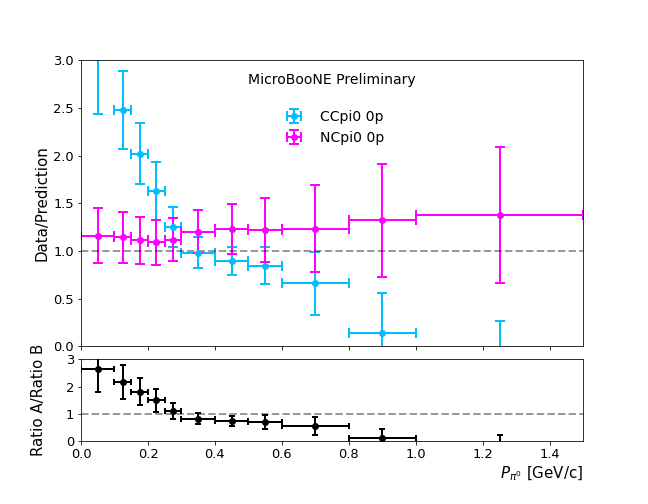 MicroBooNE Preliminary
CCpi0 0p
NCpi0 0p
Data/Prediction
3.0
2.5
2.0
1.5
1.0
0.5
0.0
Ratio A/Ratio B
3
2
1
0
0.0 0.2 0.4 0.6 0.8 1.0 1.2 1.4
P_{π⁰} [GeV/c]